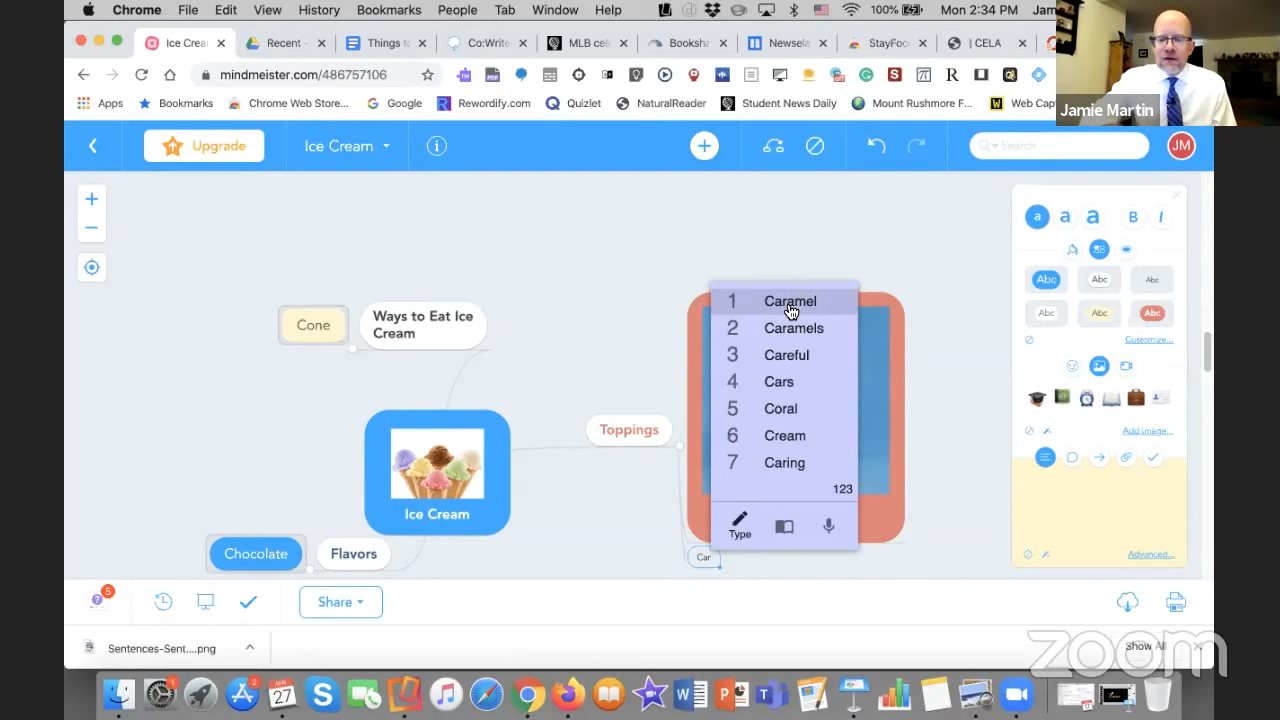 Chrome File Edit View History Bookmarks People Tab Window Help 100% Mon 2:34 PM Jam
Ice Crea Recent - Things to CoWrite MLB cele Booksha Newsela StayFoc | CELA
mindmeister.com/486757106
Apps Bookmarks Chrome Web Store... Google Rewordify.com Quizlet NaturalReader Student News Daily Mount Rushmore F... Web Cap
Jamie Martin
Upgrade Ice Cream Search JM
a a a B I
Abc Abc Abc
Abc Abc Abc
Customize...
Add image...
Advanced...
Cone
Ways to Eat Ice
Cream
Toppings
Ice Cream
Chocolate Flavors
1 Caramel
2 Caramels
3 Careful
4 Cars
5 Coral
6 Cream
7 Caring
123
Type
Car
5 Share
Sentences-Sent....png Show All
zoom